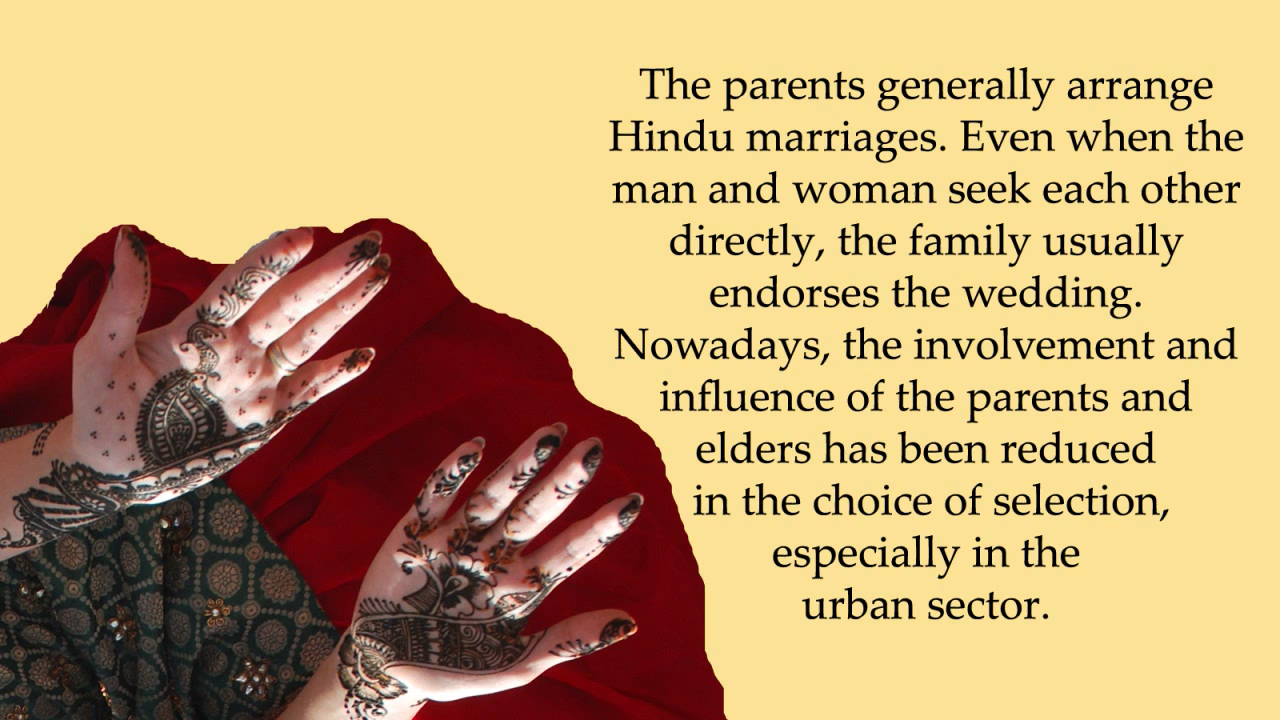 The parents generally arrange
Hindu marriages. Even when the
man and woman seek each other
directly, the family usually
endorses the wedding.
Nowadays, the involvement and
influence of the parents and
elders has been reduced
in the choice of selection,
especially in the
urban sector.